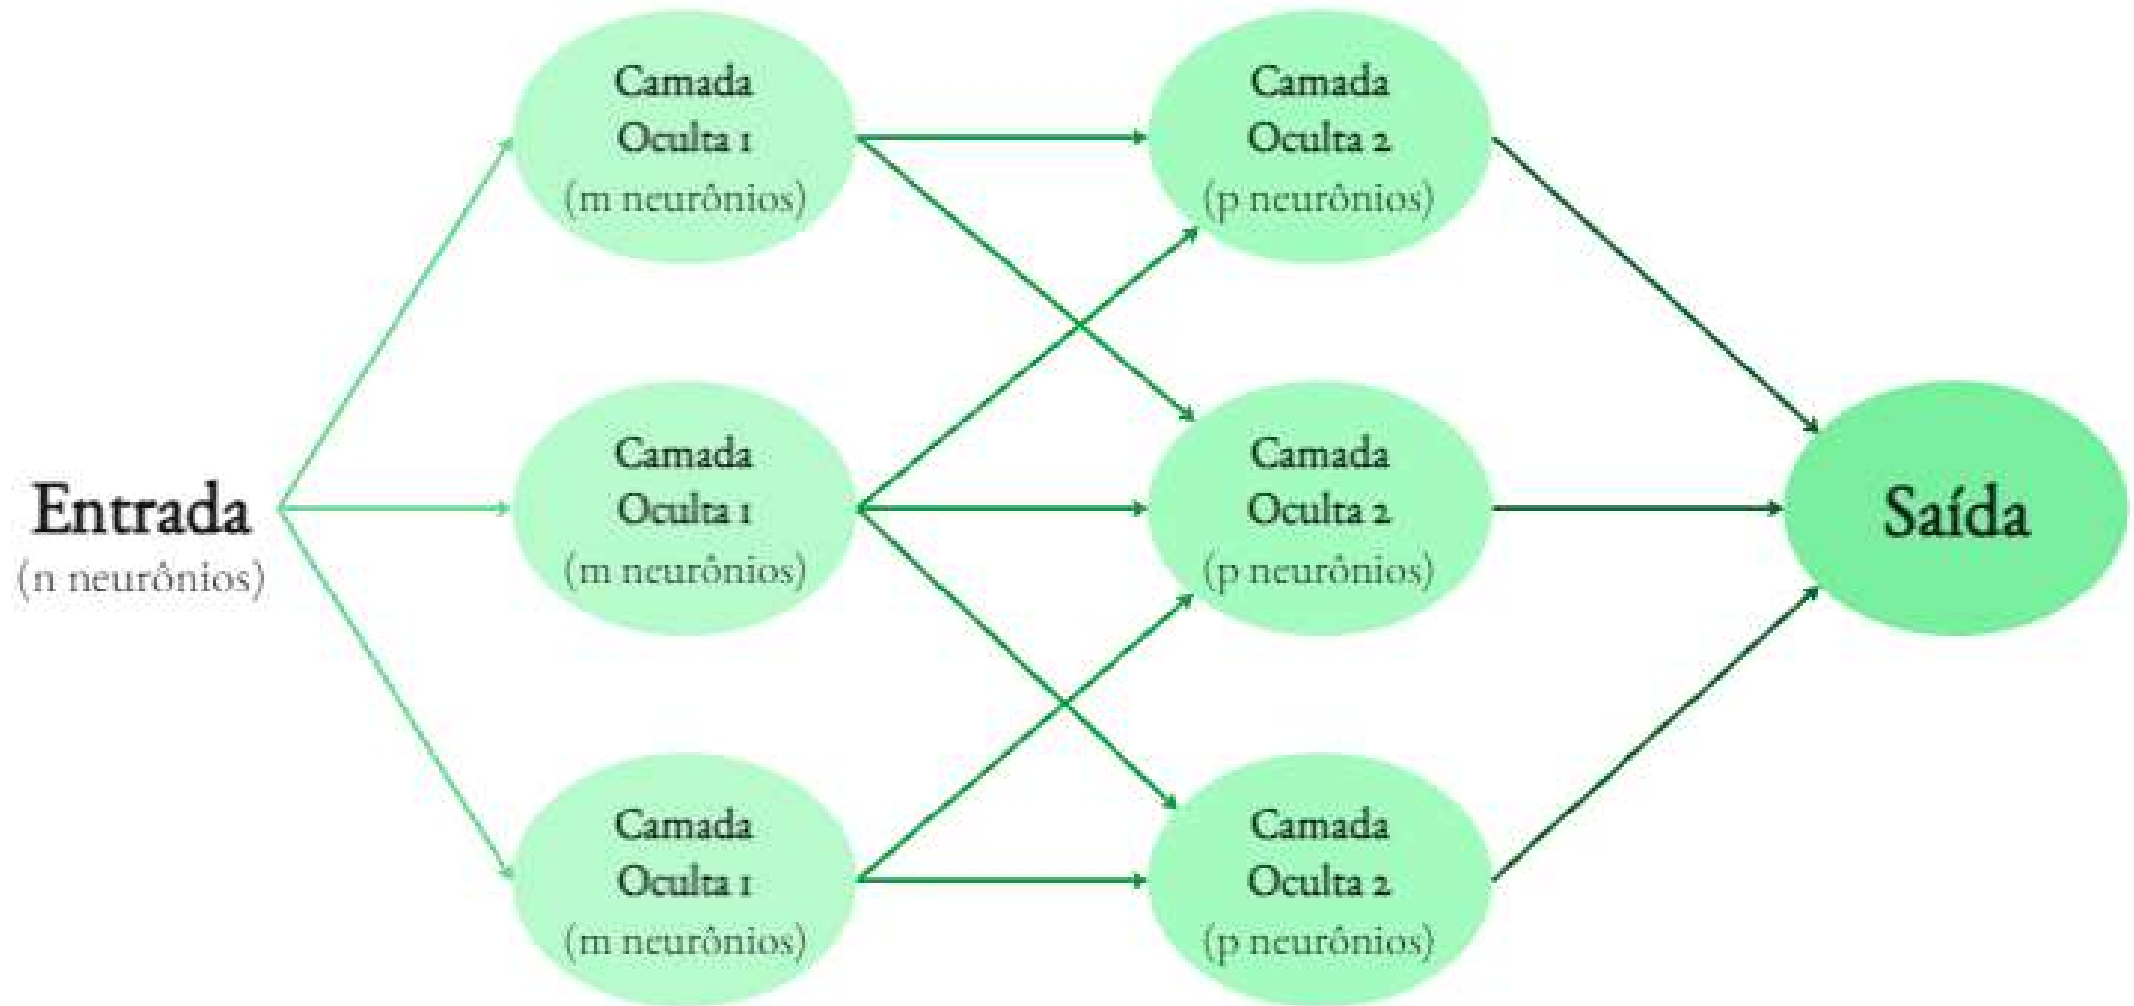 Entrada
(n neurônios)
Camada
Oculta 1
(m neurônios)
Camada
Oculta 1
(m neurônios)
Camada
Oculta 1
(m neurônios)
Camada
Oculta 2
(p neurônios)
Camada
Oculta 2
(p neurônios)
Camada
Oculta 2
(p neurônios)
Saída